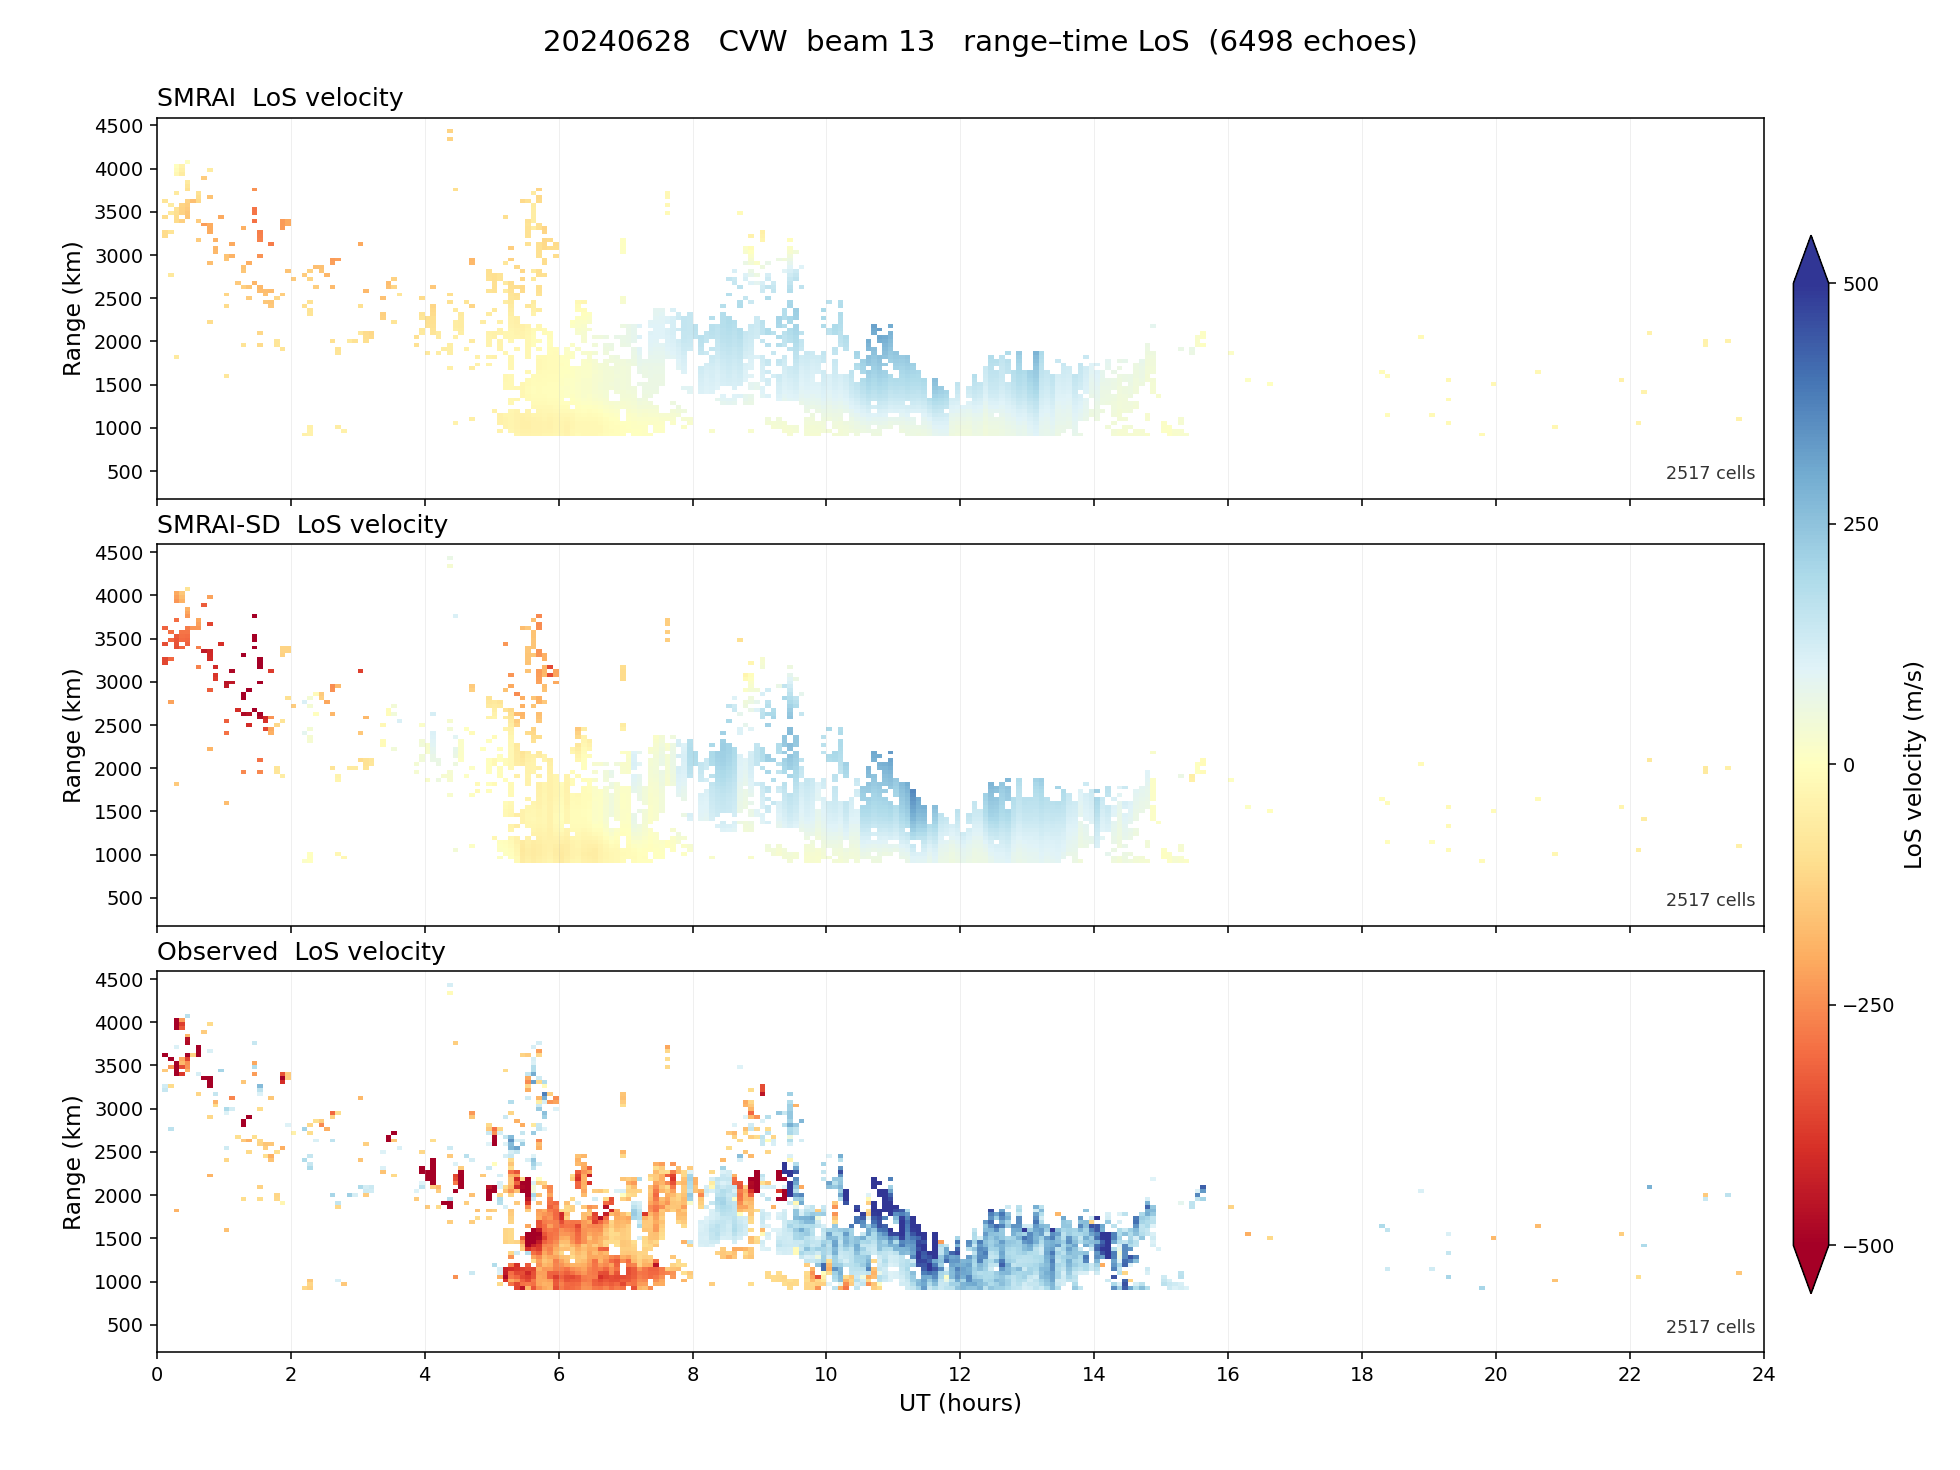 20240628   CVW  beam 13   range–time LoS  (6498 echoes)
SMRAI  LoS velocity
4500
4000
3500
3000
2500
2000
1500
1000
500
Range (km)
2517 cells
SMRAI-SD  LoS velocity
4500
4000
3500
3000
2500
2000
1500
1000
500
Range (km)
2517 cells
Observed  LoS velocity
4500
4000
3500
3000
2500
2000
1500
1000
500
Range (km)
2517 cells
0 2 4 6 8 10 12 14 16 18 20 22 24
UT (hours)
500
250
0
−250
−500
LoS velocity (m/s)